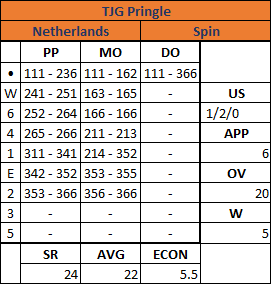 TJG Pringle
Netherlands Spin
PP MO DO
• 111 - 236 111 - 162 111 - 366
W 241 - 251 163 - 165 - US
6 252 - 264 166 - 166 - 1/2/0
4 265 - 266 211 - 213 - APP
1 311 - 341 214 - 352 - 6
E 342 - 352 353 - 355 - OV
2 353 - 366 356 - 366 - 20
3 - - - W
5 - - - 5
SR AVG ECON
24 22 5.5